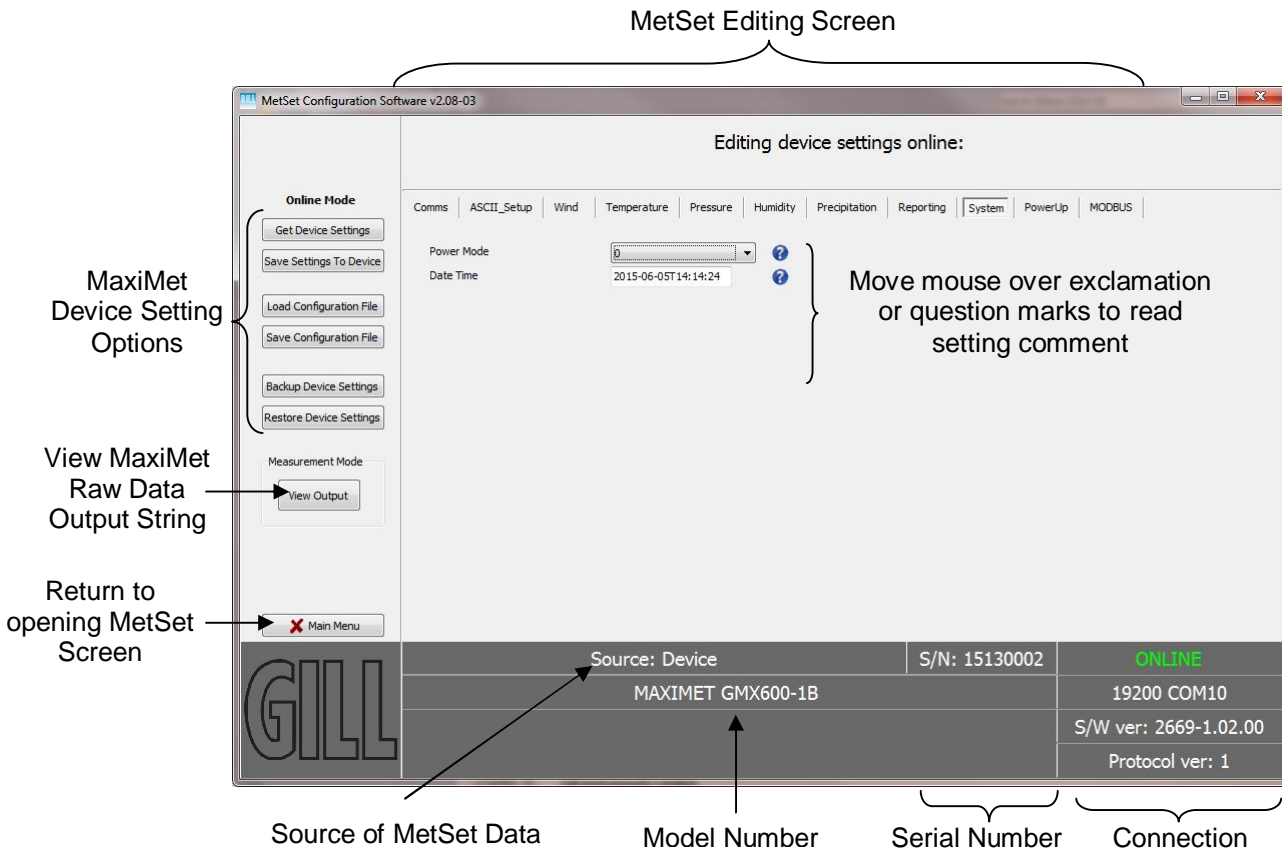 MetSet Editing Screen
MetSet Configuration Software v2.08-03
Editing device settings online:
Online Mode
Comms ASCII_Setup Wind Temperature Pressure Humidity Precipitation Reporting System PowerUp MODBUS
Get Device Settings
Save Settings To Device
Load Configuration File
Save Configuration File
Backup Device Settings
Restore Device Settings
Power Mode 0 ?
Date Time 2015-06-05T14:14:24 ?
MaxiMet
Device Setting
Options
Move mouse over exclamation
or question marks to read
setting comment
View MaxiMet
Raw Data
Output String
Measurement Mode
View Output
Return to
opening MetSet
Screen
Main Menu
GILL
Source: Device S/N: 15130002 ONLINE
MAXIMET GMX600-1B 19200 COM10
S/W ver: 2669-1.02.00
Protocol ver: 1
Source of MetSet Data Model Number Serial Number Connection